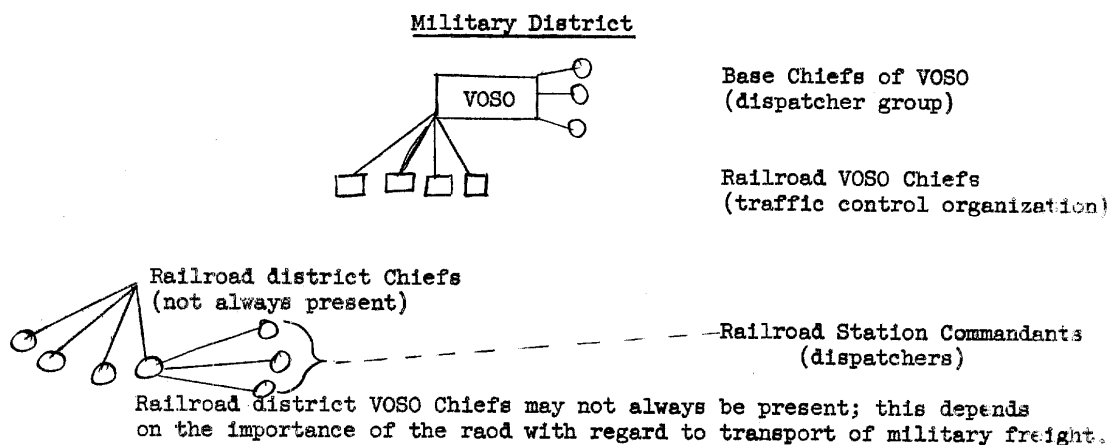 Military District
VOSO
Base Chiefs of VOSO
(dispatcher group)
Railroad VOSO Chiefs
(traffic control organization)
Railroad district Chiefs
(not always present)
Railroad Station Commandants
(dispatchers)
Railroad district VOSO Chiefs may not always be present; this depends
on the importance of the raod with regard to transport of military freight.